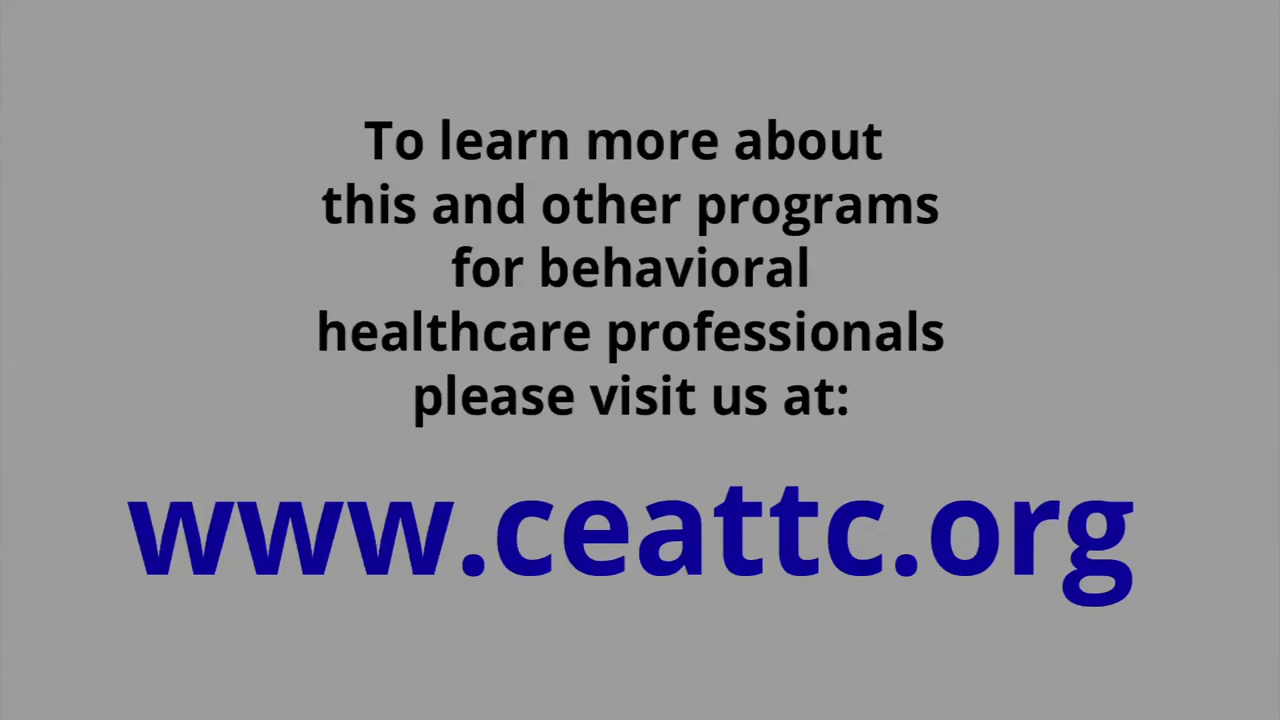 To learn more about
this and other programs
for behavioral
healthcare professionals
please visit us at:
www.ceattc.org